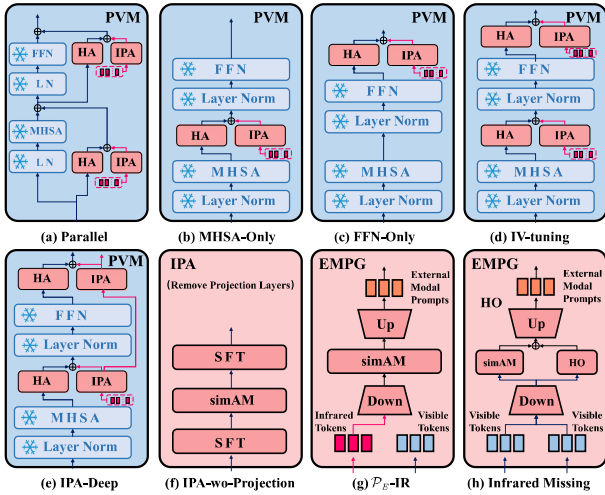 PVM
FFN
LN
HA
IPA
MHSA
LN
HA
IPA
(a) Parallel
PVM
FFN
Layer Norm
HA
IPA
MHSA
Layer Norm
(b) MHSA-Only
PVM
HA
IPA
FFN
Layer Norm
MHSA
Layer Norm
(c) FFN-Only
PVM
HA
IPA
FFN
Layer Norm
HA
IPA
MHSA
Layer Norm
(d) IV-tuning
PVM
HA
IPA
FFN
Layer Norm
HA
IPA
MHSA
Layer Norm
(e) IPA-Deep
IPA
(Remove Projection Layers)
SFT
simAM
SFT
(f) IPA-wo-Projection
EMPG
External
Modal
Prompts
Up
simAM
Down
Infrared
Tokens
Visible
Tokens
(g) P_E-IR
EMPG
External
Modal
Prompts
HO
Up
simAM
HO
Down
Visible
Tokens
Visible
Tokens
(h) Infrared Missing